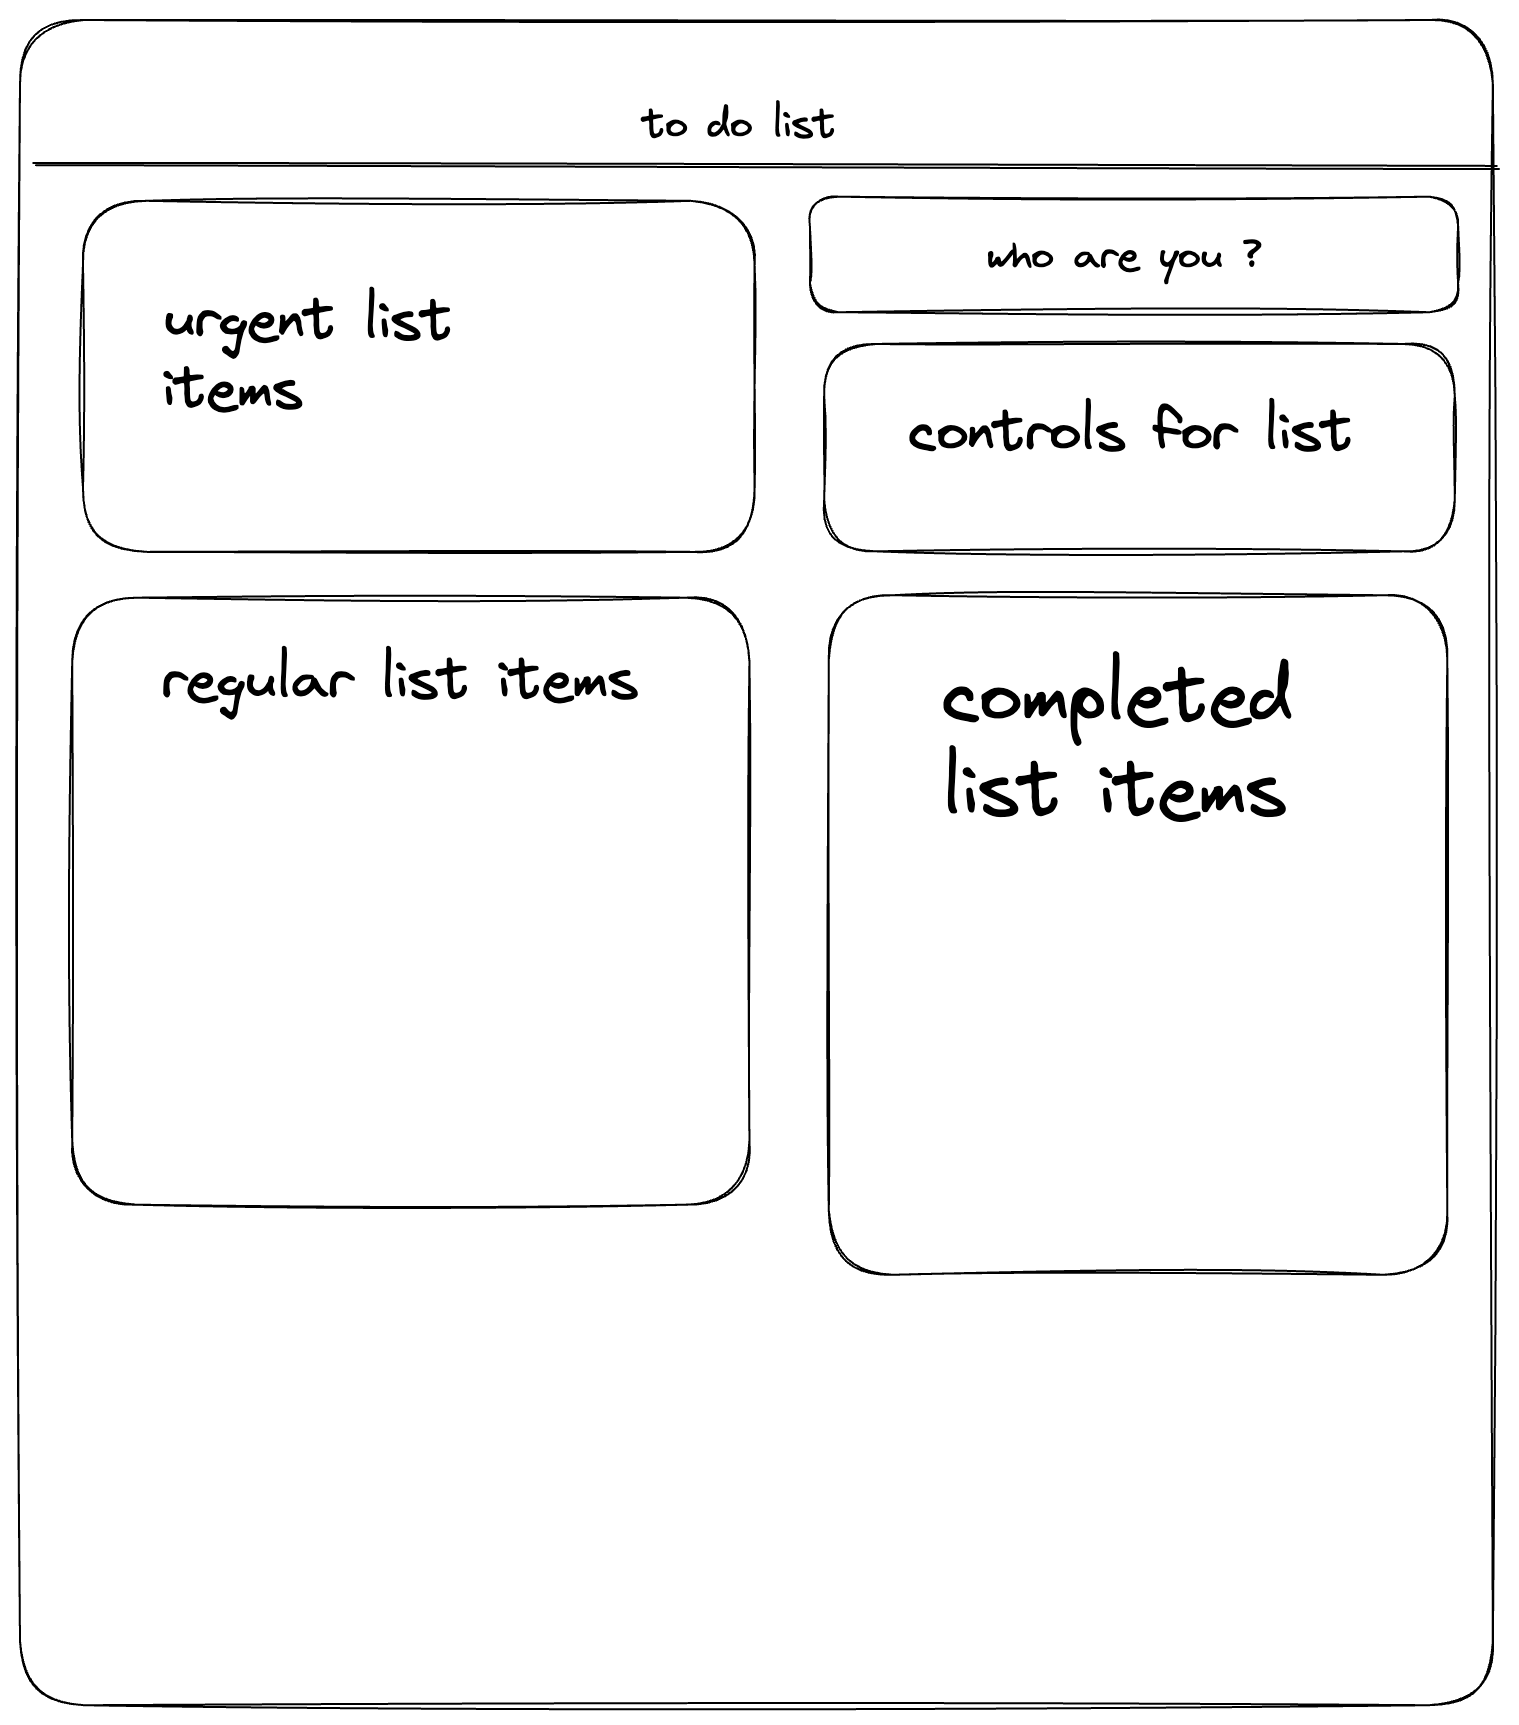 to do list
urgent list
items
who are you ?
controls for list
regular list items
completed
list items